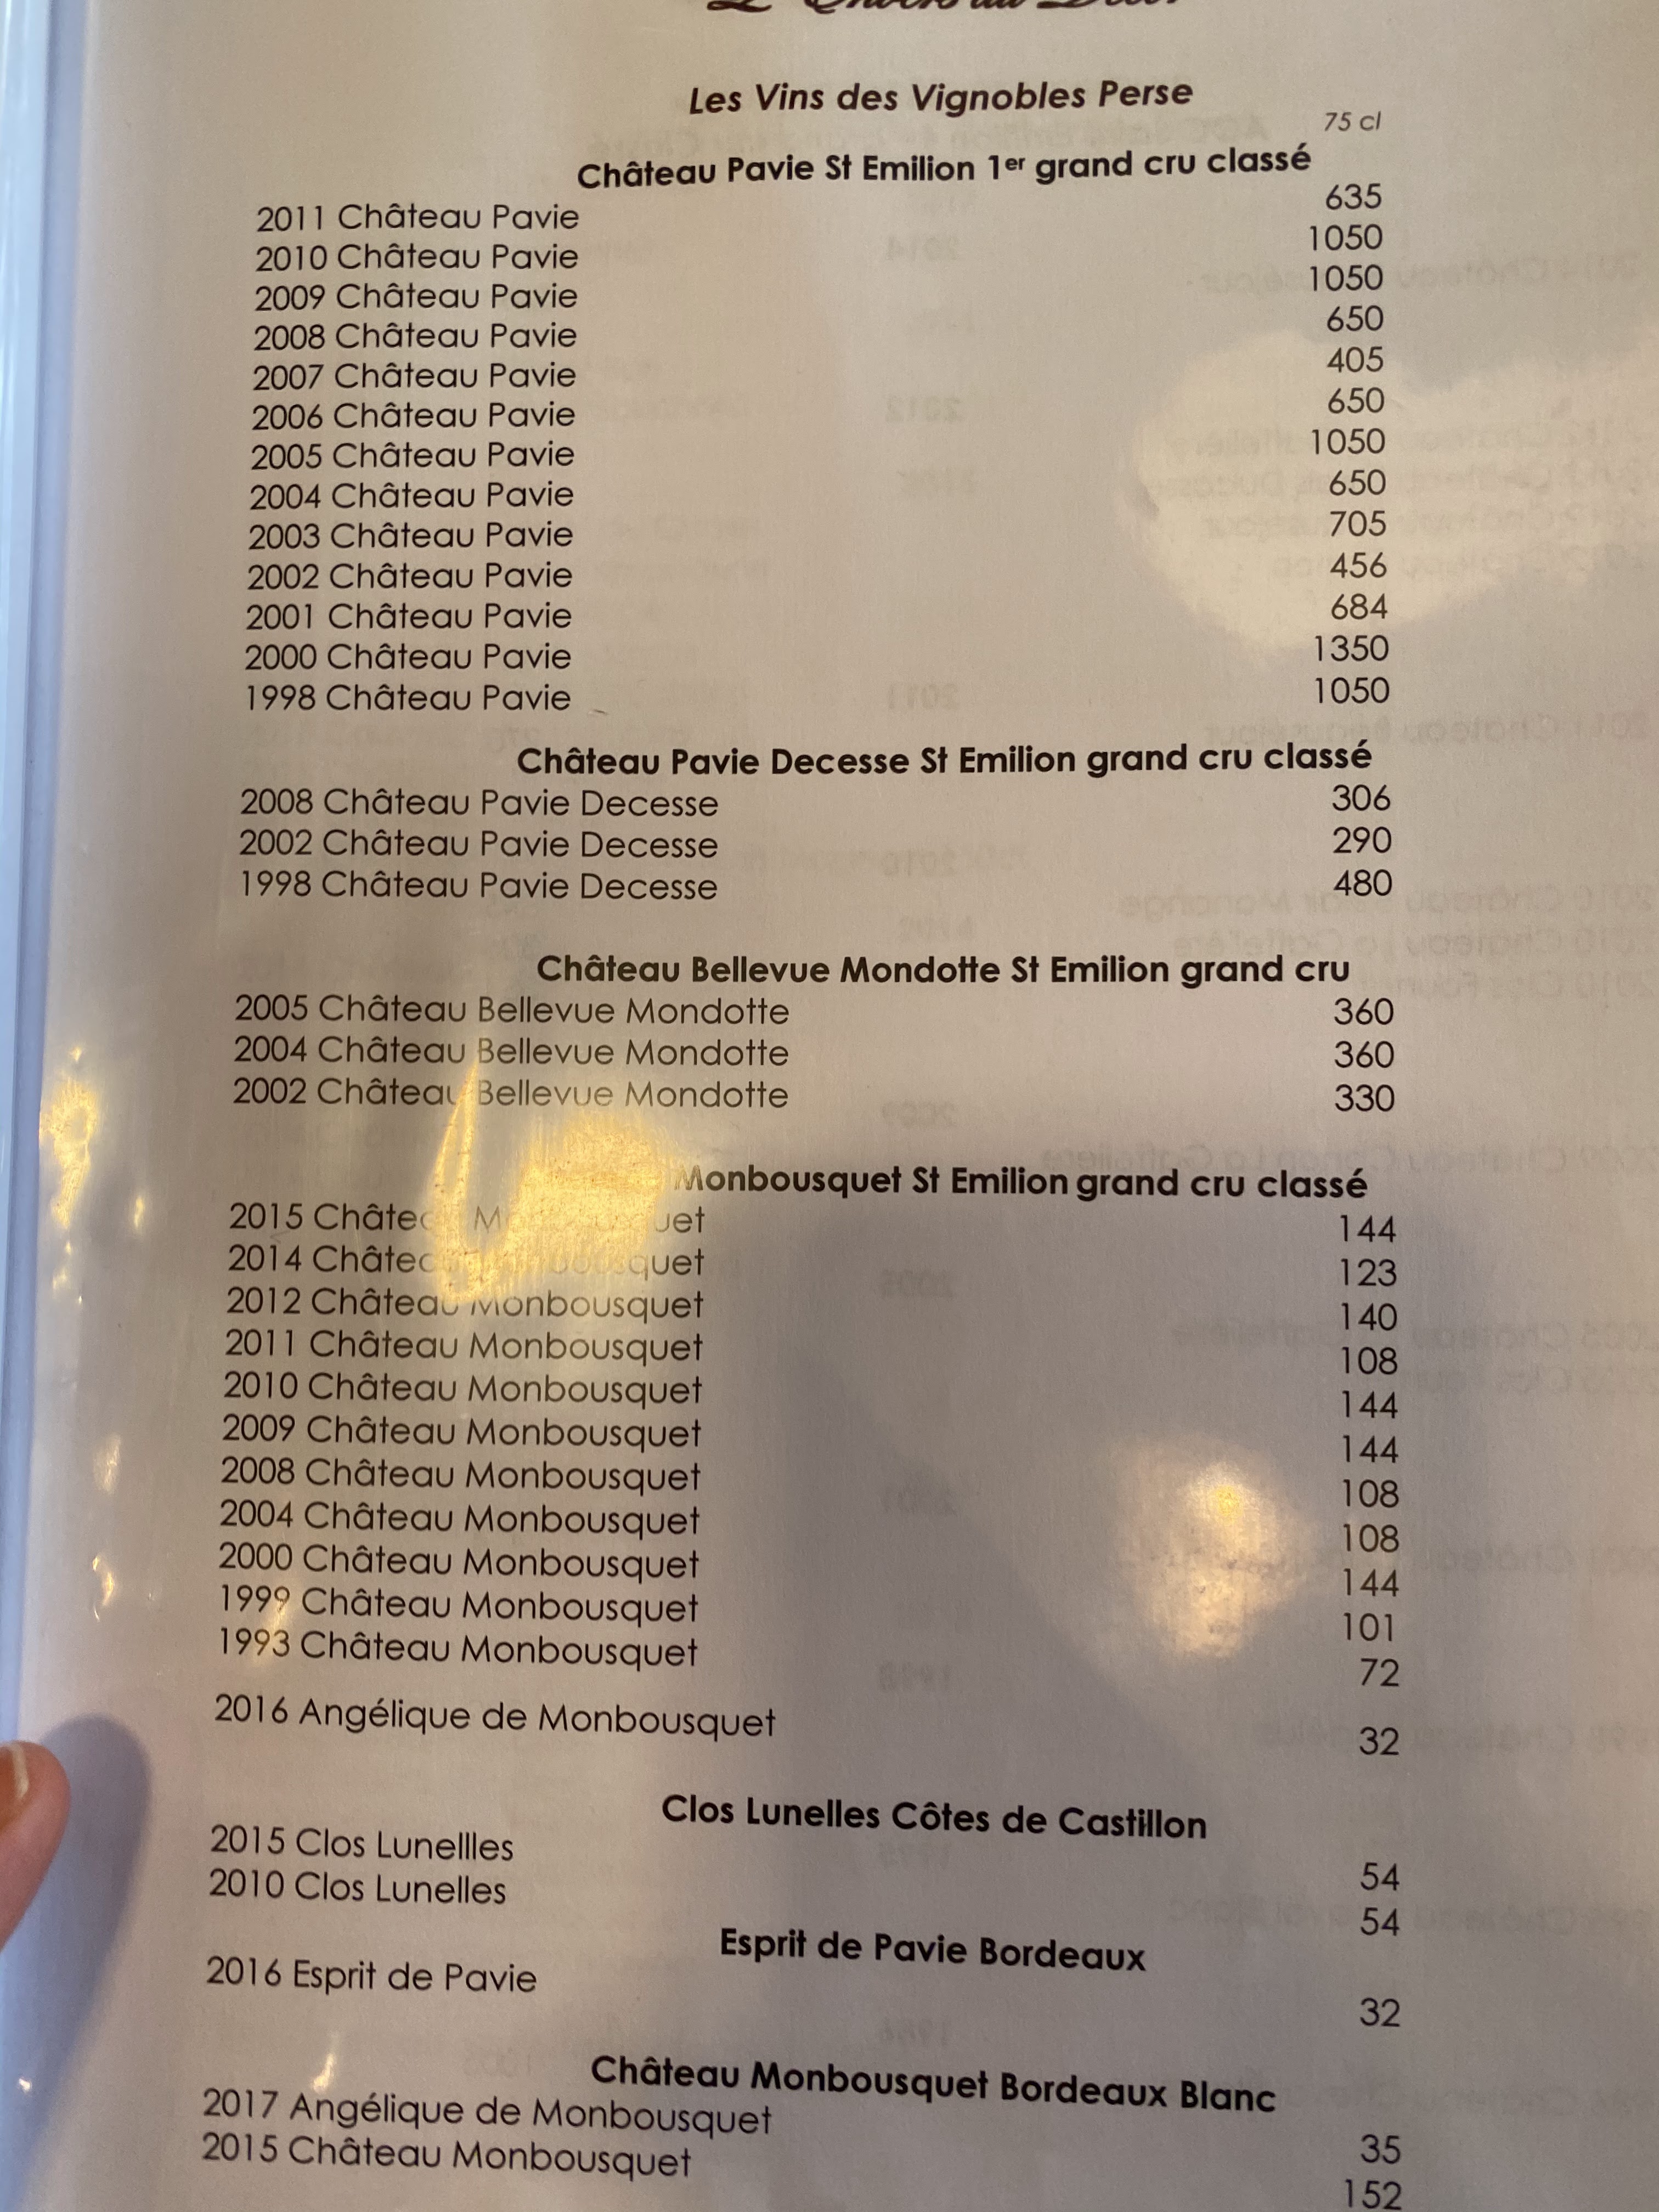 L'Envers du Décor
Les Vins des Vignobles Perse
75 cl
Château Pavie St Emilion 1er grand cru classé
2011 Château Pavie 635
2010 Château Pavie 1050
2009 Château Pavie 1050
2008 Château Pavie 650
2007 Château Pavie 405
2006 Château Pavie 650
2005 Château Pavie 1050
2004 Château Pavie 650
2003 Château Pavie 705
2002 Château Pavie 456
2001 Château Pavie 684
2000 Château Pavie 1350
1998 Château Pavie 1050
Château Pavie Decesse St Emilion grand cru classé
2008 Château Pavie Decesse 306
2002 Château Pavie Decesse 290
1998 Château Pavie Decesse 480
Château Bellevue Mondotte St Emilion grand cru
2005 Château Bellevue Mondotte 360
2004 Château Bellevue Mondotte 360
2002 Château Bellevue Mondotte 330
Monbousquet St Emilion grand cru classé
2015 Château Monbousquet 144
2014 Château Monbousquet 123
2012 Château Monbousquet 140
2011 Château Monbousquet 108
2010 Château Monbousquet 144
2009 Château Monbousquet 144
2008 Château Monbousquet 108
2004 Château Monbousquet 108
2000 Château Monbousquet 144
1999 Château Monbousquet 101
1993 Château Monbousquet 72
2016 Angélique de Monbousquet 32
Clos Lunelles Côtes de Castillon
2015 Clos Lunellles 54
2010 Clos Lunelles 54
Esprit de Pavie Bordeaux
2016 Esprit de Pavie 32
Château Monbousquet Bordeaux Blanc
2017 Angélique de Monbousquet 35
2015 Château Monbousquet 152